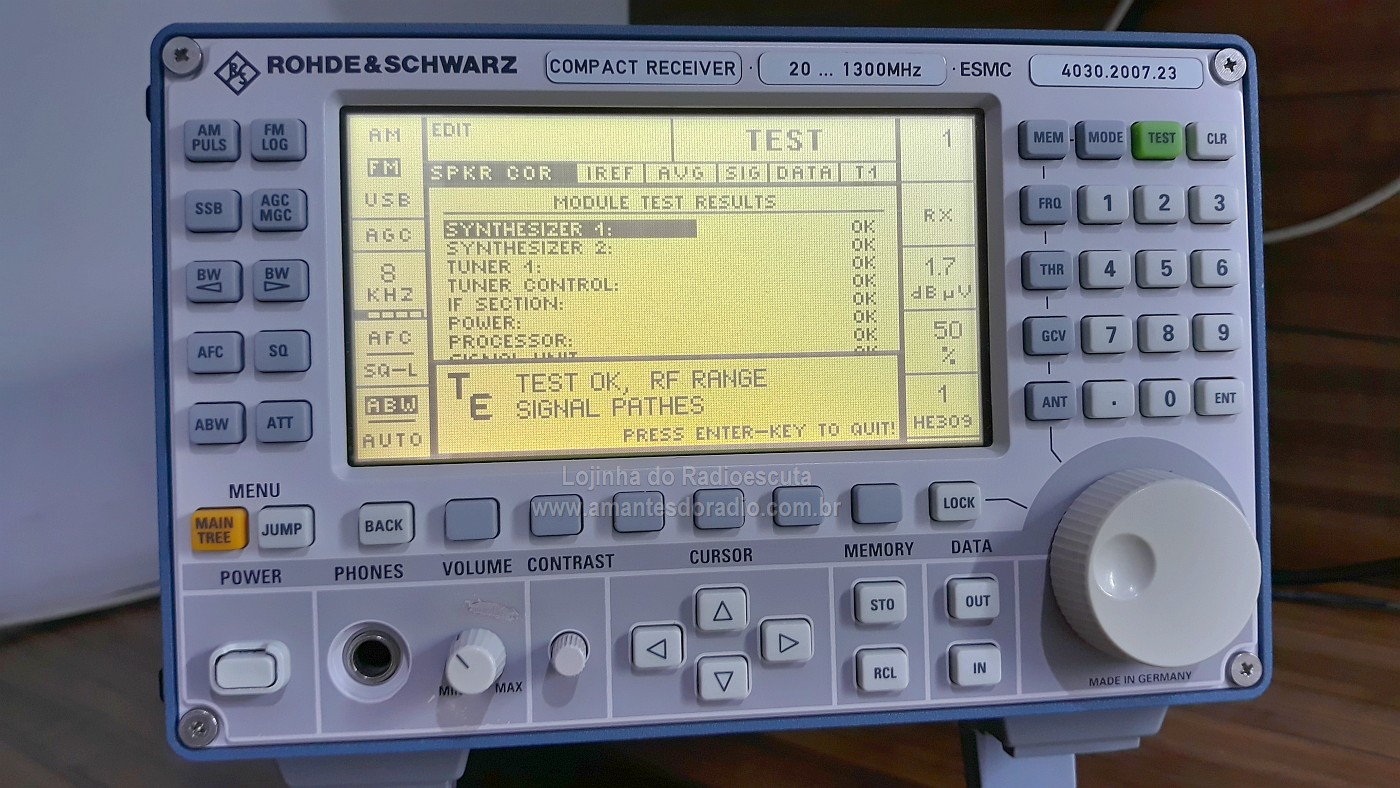 ROHDE & SCHWARZ
COMPACT RECEIVER · 20 ... 1300MHz · ESMC 4030.2007.23
AM PULS
FM LOG
SSB
AGC MGC
BW
BW
AFC
SQ
ABW
ATT
AM
FM
USB
AGC
8
KHZ
AFC
SQ-L
ABW
AUTO
EDIT
TEST
SPKR COR IREF AVG SIG DATA T1
MODULE TEST RESULTS
SYNTHESIZER 1: OK
SYNTHESIZER 2: OK
TUNER 1: OK
TUNER CONTROL: OK
IF SECTION: OK
POWER: OK
PROCESSOR: OK
SIGNAL UNIT OK
TE
TEST OK, RF RANGE
SIGNAL PATHES
PRESS ENTER-KEY TO QUIT!
1
RX
1.7
dBµV
50
%
1
HE309
MEM MODE TEST CLR
FRQ 1 2 3
THR 4 5 6
GCV 7 8 9
ANT . 0 ENT
Lojinha do Radioescuta
www.amantesdoradio.com.br
MENU
MAIN TREE
JUMP
BACK
LOCK
POWER
PHONES
VOLUME
CONTRAST
CURSOR
MEMORY
DATA
MIN MAX
STO
RCL
OUT
IN
MADE IN GERMANY